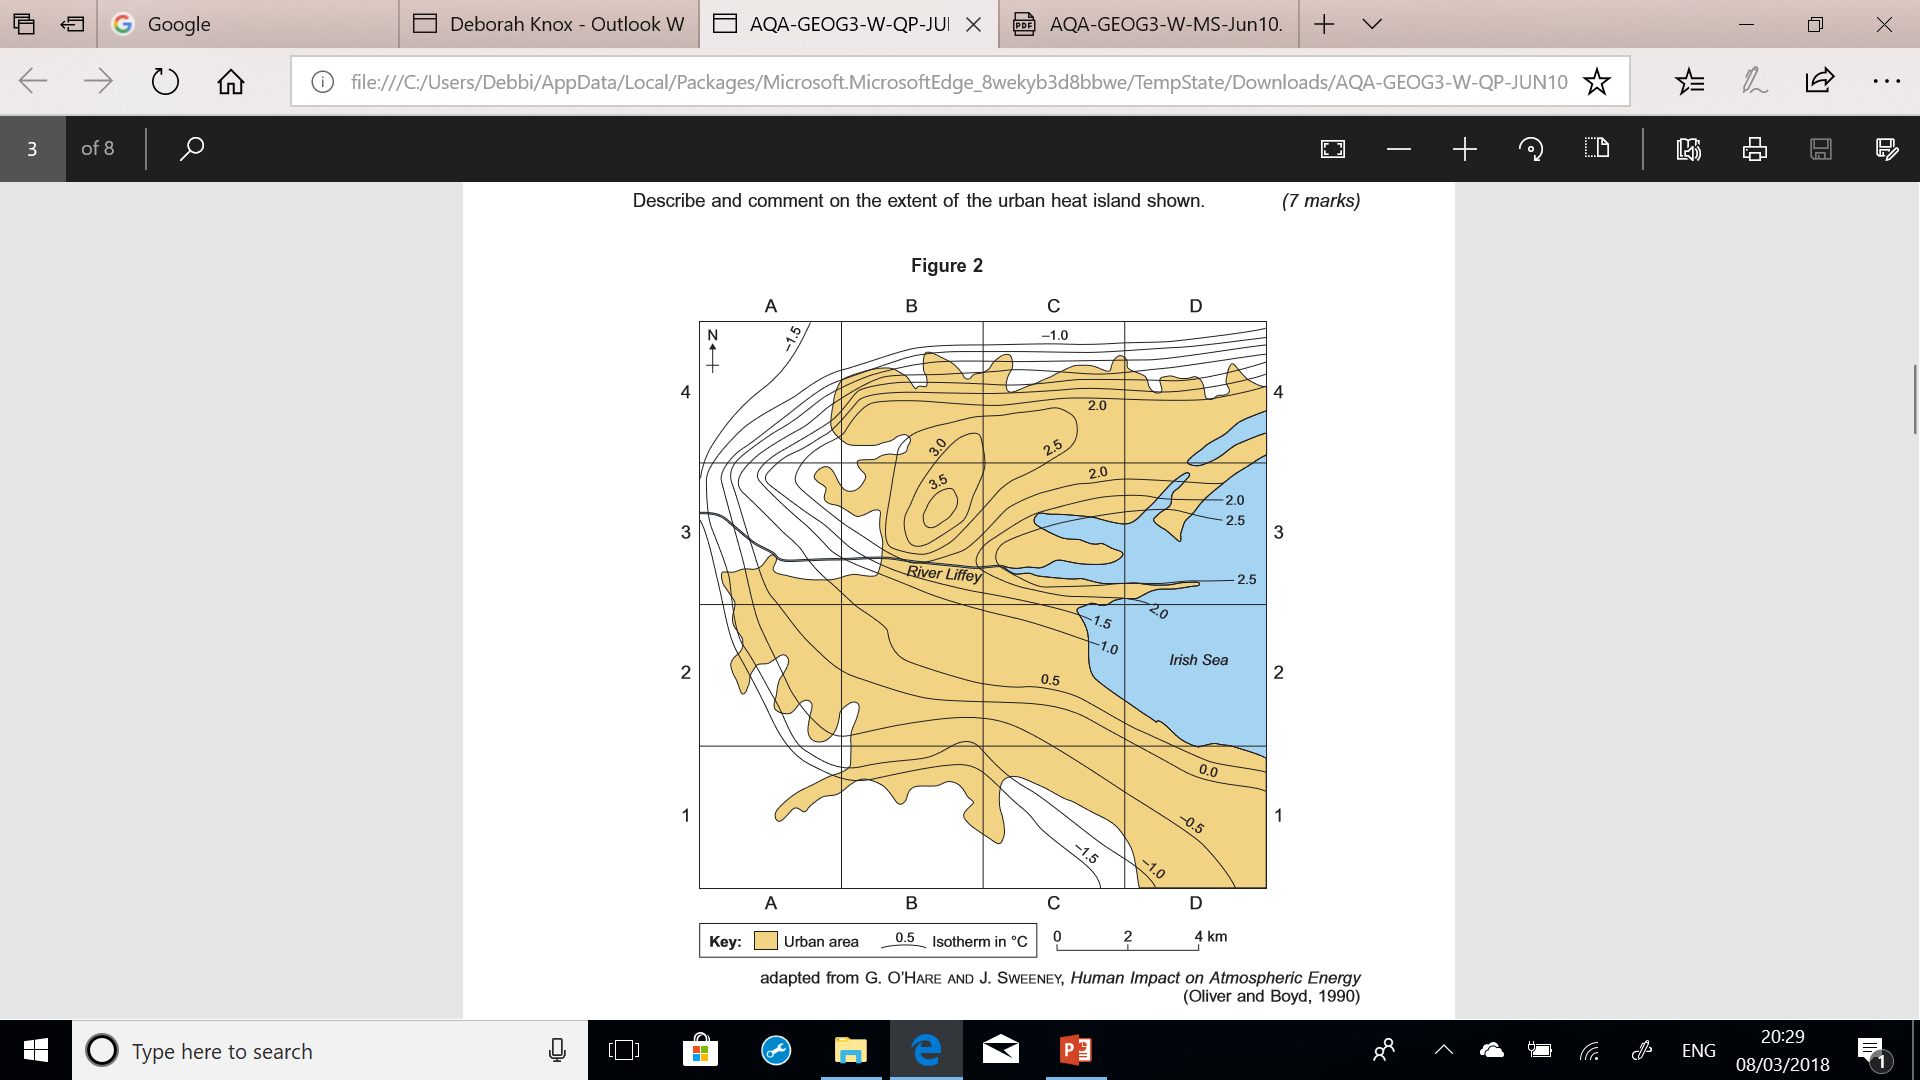 Google
Deborah Knox - Outlook W
AQA-GEOG3-W-QP-JUI
AQA-GEOG3-W-MS-Jun10.
file:///C:/Users/Debbi/AppData/Local/Packages/Microsoft.MicrosoftEdge_8wekyb3d8bbwe/TempState/Downloads/AQA-GEOG3-W-QP-JUN10
3 of 8
Describe and comment on the extent of the urban heat island shown. (7 marks)
Figure 2
A B C D
N
–1.5
–1.0
4 4
2.0
3.0
2.5
2.0
3.5
2.0
2.5
3 3
River Liffey
2.5
2.0
1.5
1.0
Irish Sea
2 2
0.5
0.0
–0.5
1 1
–1.5
–1.0
A B C D
Key: Urban area 0.5 Isotherm in °C
0 2 4 km
adapted from G. O'HARE AND J. SWEENEY, Human Impact on Atmospheric Energy
(Oliver and Boyd, 1990)
Type here to search
ENG
20:29
08/03/2018
1